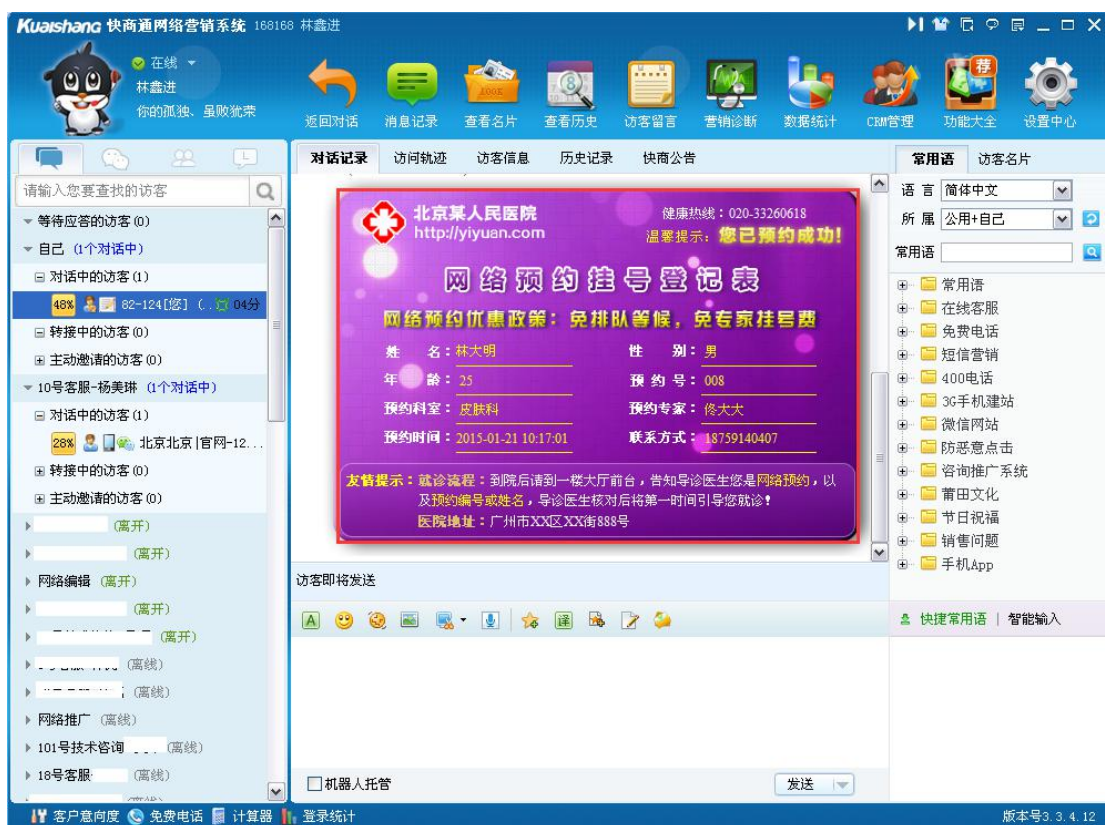 Kuaishang 快商通网络营销系统 168168 林鑫进
在线
林鑫进
你的孤独、虽败犹荣
返回对话 消息记录 查看名片 查看历史 访客留言 营销诊断 数据统计 CRM管理 功能大全 设置中心
荐
请输入您要查找的访客
等待应答的访客(0)
自己 (1个对话中)
对话中的访客(1)
48% 82-124[您] (.. 04分
转接中的访客(0)
主动邀请的访客(0)
10号客服-杨美琳 (1个对话中)
对话中的访客(1)
28% 北京北京|官网-12...
转接中的访客(0)
主动邀请的访客(0)
(离开)
(离开)
网络编辑 (离开)
(离开)
(离开)
(离线)
(离线)
网络推广 (离线)
101号技术咨询 (离线)
18号客服 (离线)
对话记录 访问轨迹 访客信息 历史记录 快商公告
北京某人民医院
http://yiyuan.com
健康热线：020-33260618
温馨提示：您已预约成功!
网络预约挂号登记表
网络预约优惠政策：免排队等候，免专家挂号费
姓 名：林大明 性 别：男
年 龄：25 预 约 号：008
预约科室：皮肤科 预约专家：佟大大
预约时间：2015-01-21 10:17:01 联系方式：18759140407
友情提示：就诊流程：到院后请到一楼大厅前台，告知导诊医生您是网络预约，以
及预约编号或姓名，导诊医生核对后将第一时间引导您就诊！
医院地址：广州市XX区XX街888号
访客即将发送
机器人托管
发送
常用语 访客名片
语 言 简体中文
所 属 公用+自己
常用语
常用语
在线客服
免费电话
短信营销
400电话
3G手机建站
微信网站
防恶意点击
咨询推广系统
莆田文化
节日祝福
销售问题
手机App
快捷常用语 | 智能输入
客户意向度 免费电话 计算器 登录统计
版本号3.3.4.12